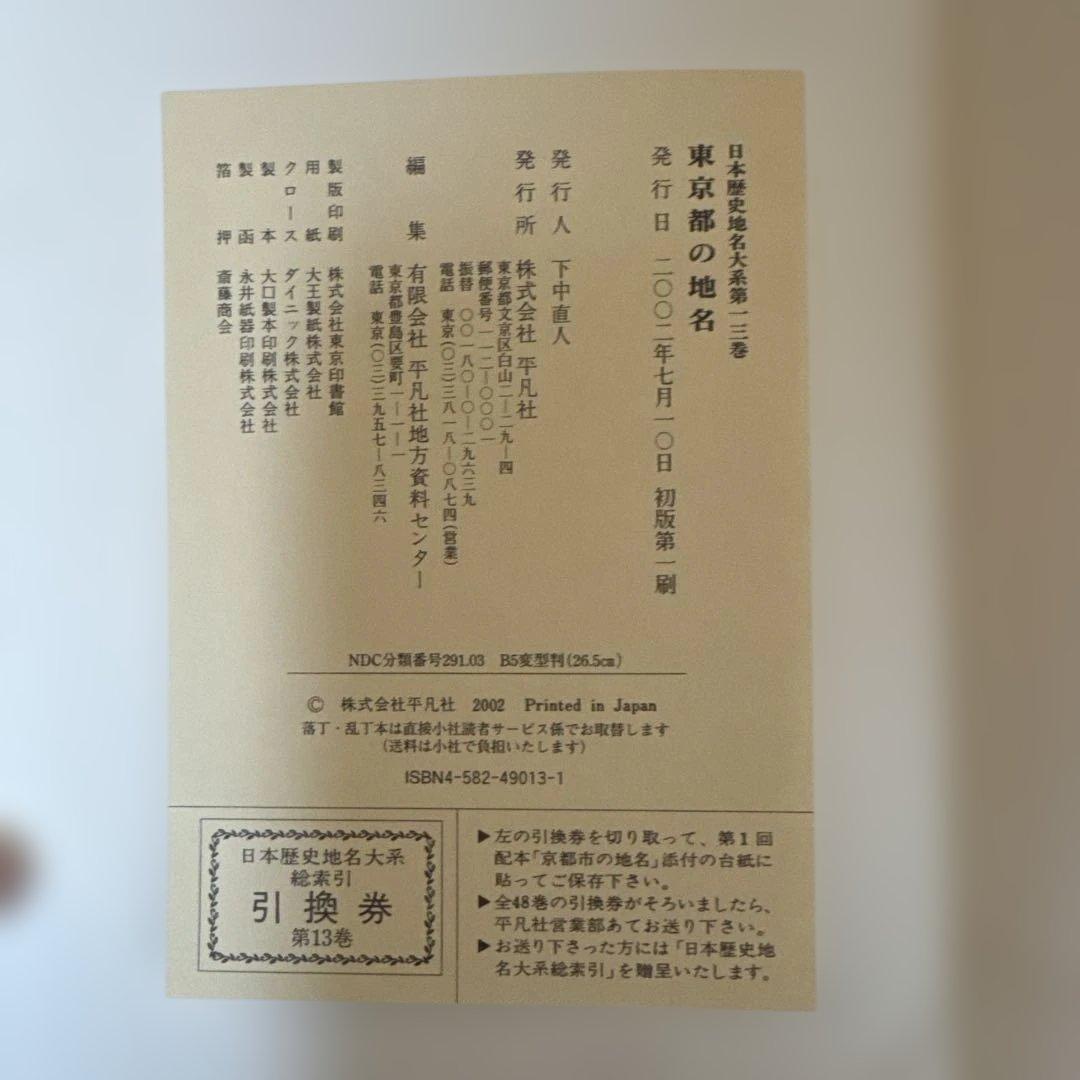 日本歴史地名大系第一三巻
東京都の地名
発行日 二〇〇二年七月一〇日 初版第一刷
発行人 下中直人
発行所 株式会社 平凡社
東京都文京区白山二―二九―四
郵便番号 一一二―〇〇〇一
振替 〇〇一八〇―〇―二九六三九
電話 東京(〇三)三八一八―〇八七四(営業)
編集 有限会社 平凡社地方資料センター
東京都豊島区要町一―一―一
電話 東京(〇三)三九五七―八三四六
製版印刷 株式会社東京印書館
用紙 大王製紙株式会社
クロース ダイニック株式会社
製本 大口製本印刷株式会社
製函 永井紙器印刷株式会社
箔押 斎藤商会
NDC分類番号291.03 B5変型判(26.5㎝)
© 株式会社平凡社 2002 Printed in Japan
落丁・乱丁本は直接小社読者サービス係でお取替します
(送料は小社で負担いたします)
ISBN4-582-49013-1
日本歴史地名大系
総索引
引換券
第13巻
▶左の引換券を切り取って、第1回
配本「京都市の地名」添付の台紙に
貼ってご保存下さい。
▶全48巻の引換券がそろいましたら、
平凡社営業部あてお送り下さい。
▶お送り下さった方には「日本歴史地
名大系総索引」を贈呈いたします。